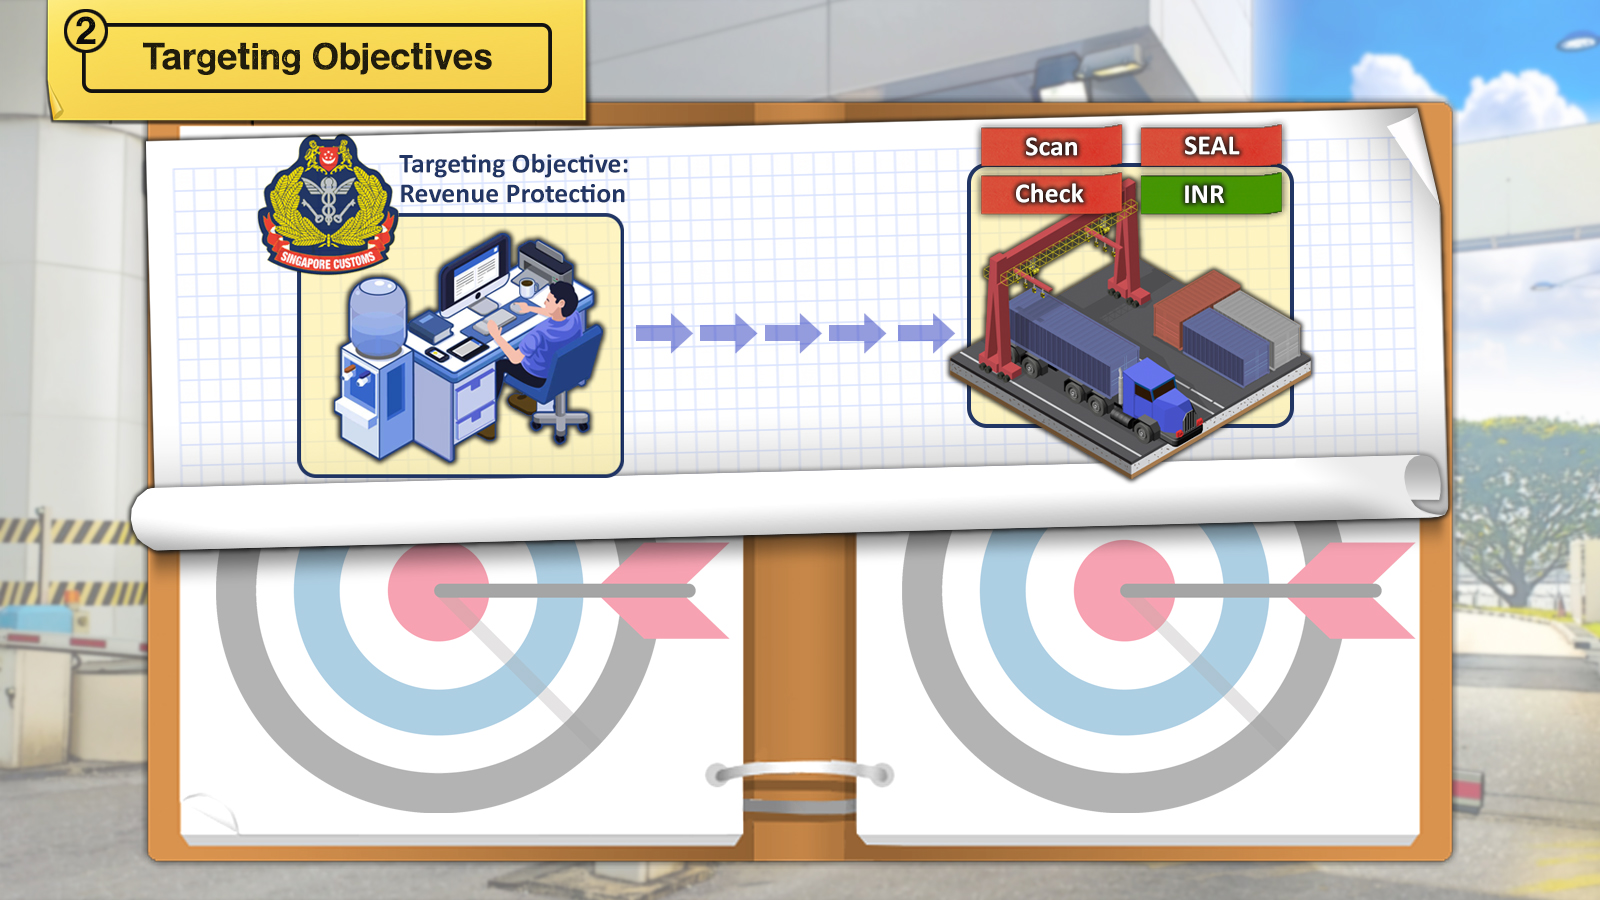 2
Targeting Objectives
SINGAPORE CUSTOMS
Targeting Objective:
Revenue Protection
Scan
SEAL
Check
INR